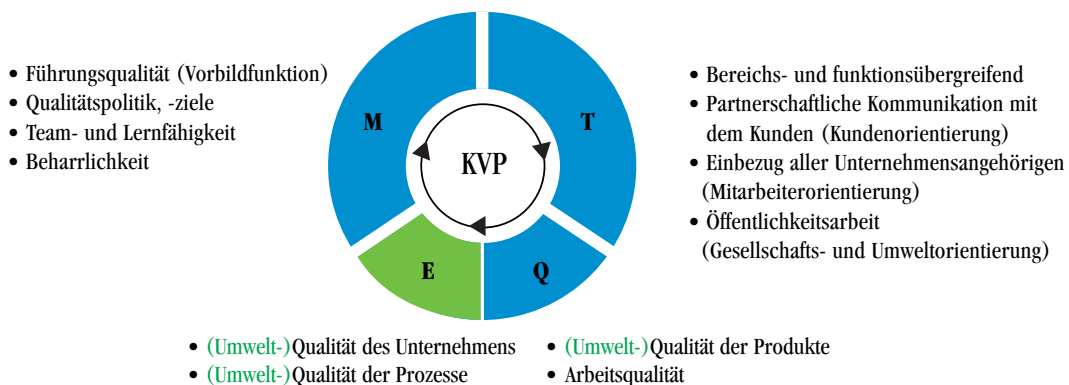 • Führungsqualität (Vorbildfunktion)
• Qualitätspolitik, -ziele
• Team- und Lernfähigkeit
• Beharrlichkeit
M
T
KVP
E
Q
• Bereichs- und funktionsübergreifend
• Partnerschaftliche Kommunikation mit
dem Kunden (Kundenorientierung)
• Einbezug aller Unternehmensangehörigen
(Mitarbeiterorientierung)
• Öffentlichkeitsarbeit
(Gesellschafts- und Umweltorientierung)
• (Umwelt-)Qualität des Unternehmens
• (Umwelt-)Qualität der Prozesse
• (Umwelt-)Qualität der Produkte
• Arbeitsqualität